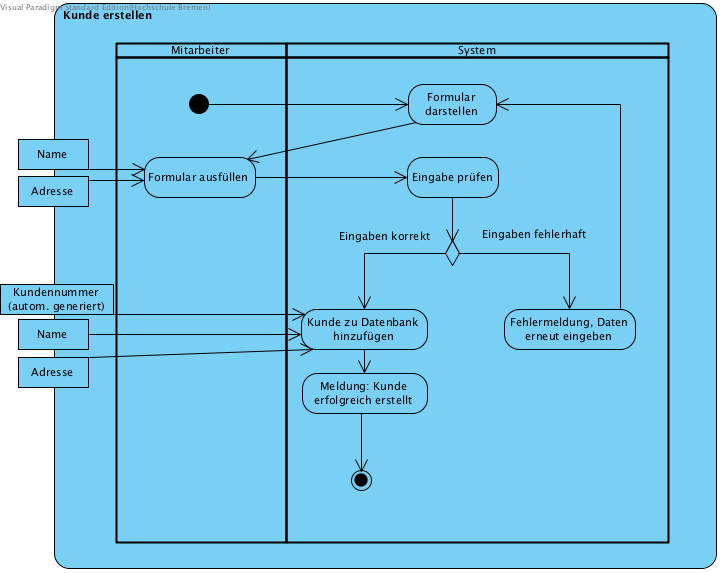 Visual Paradigm Standard Edition(Hochschule Bremen)
Kunde erstellen
Mitarbeiter
System
Formular
darstellen
Name
Adresse
Formular ausfüllen
Eingabe prüfen
Eingaben korrekt
Eingaben fehlerhaft
Kundennummer
(autom. generiert)
Name
Adresse
Kunde zu Datenbank
hinzufügen
Fehlermeldung, Daten
erneut eingeben
Meldung: Kunde
erfolgreich erstellt